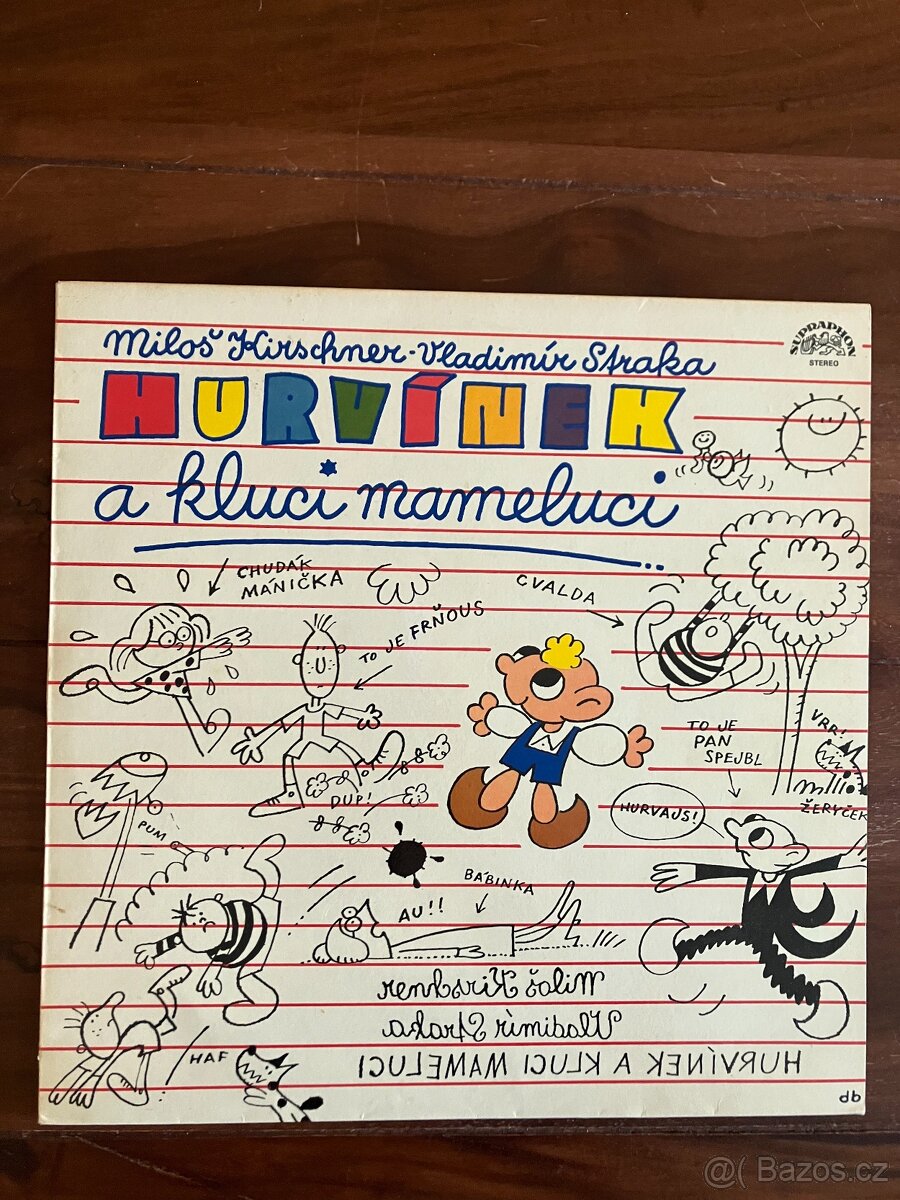 Miloš Kirschner - Vladimír Straka
SUPRAPHON
STEREO
HURVÍNEK
a kluci mameluci
CHUDÁK
MÁNIČKA
CVALDA
TO JE FRŇOUS
TO JE
PAN
SPEJBL
VRR!
ŽERYČEK
DUP!
HURVAJS!
PUM
BÁBINKA
AU!!
Miloš Kirschner
Vladimír Straka
HURVÍNEK A KLUCI MAMELUCI
HAF
db
@( Bazos.cz